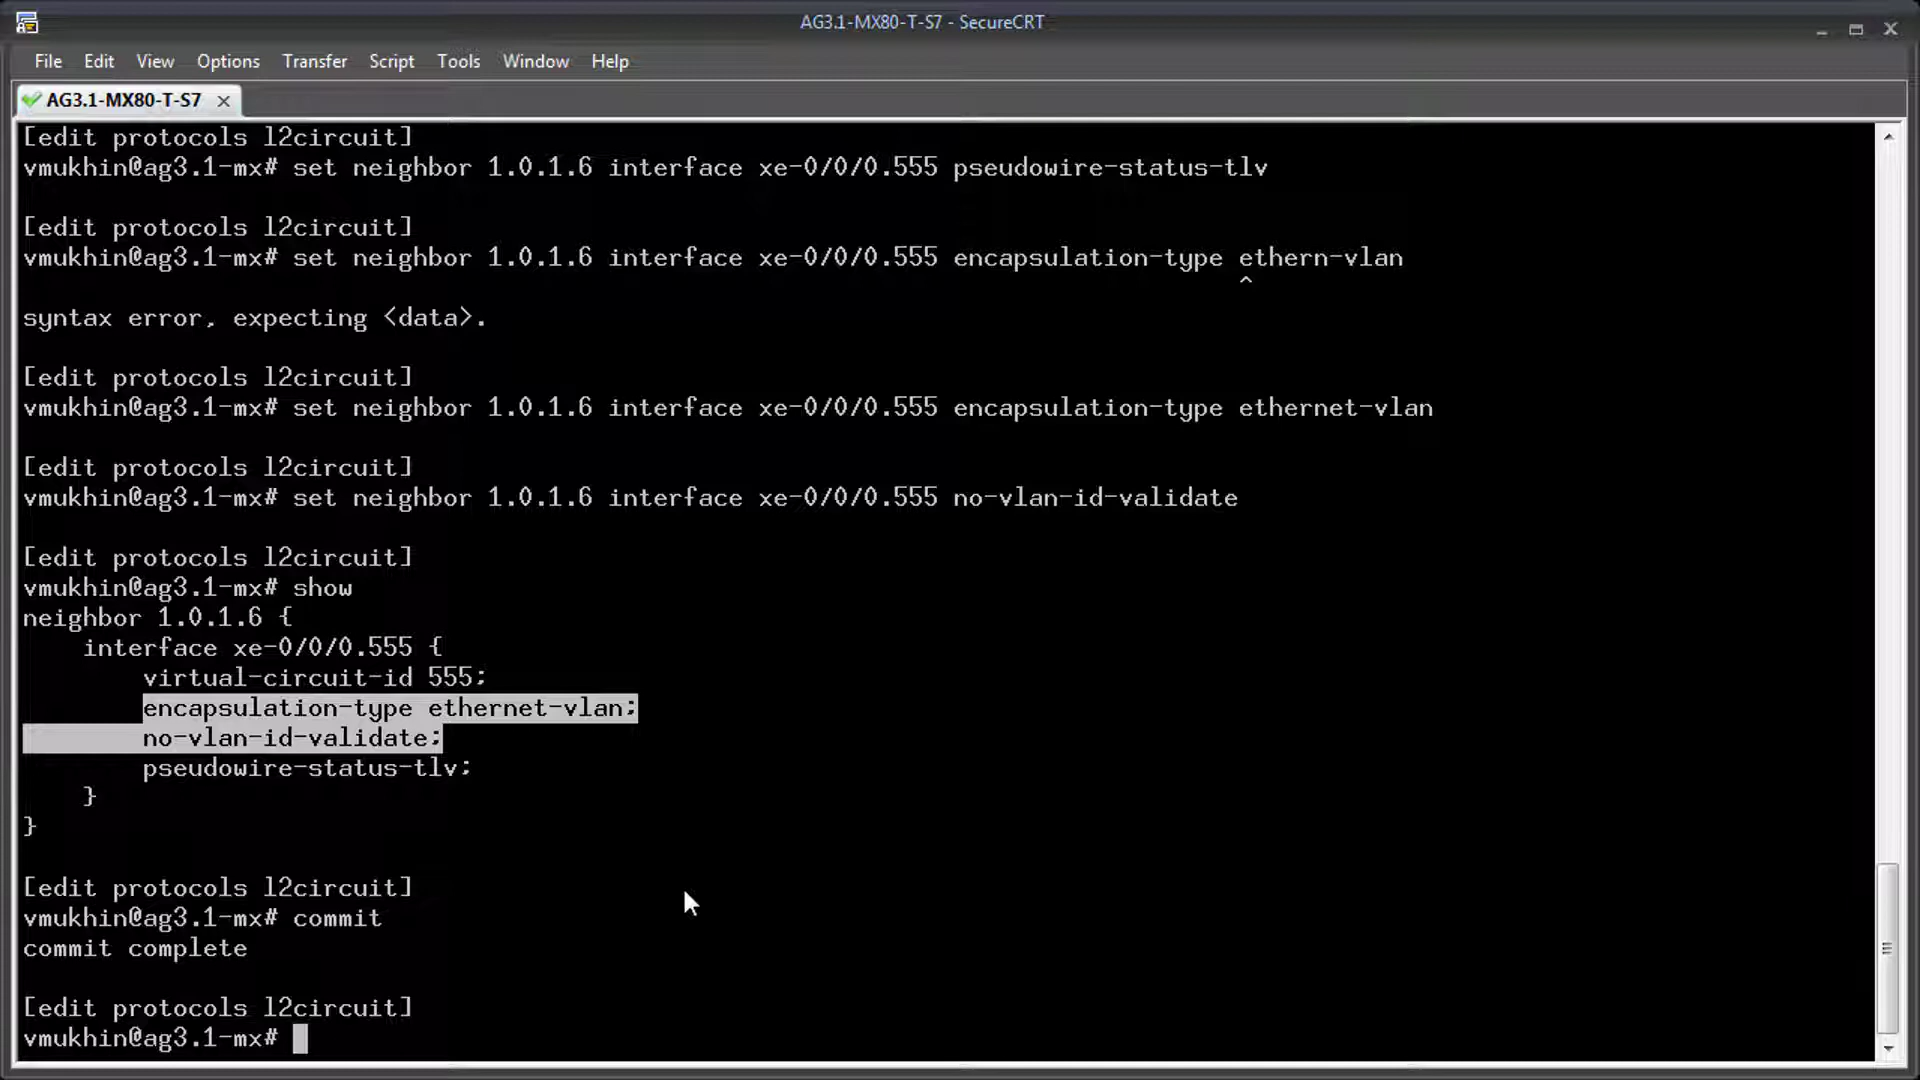 AG3.1-MX80-T-S7 - SecureCRT
File Edit View Options Transfer Script Tools Window Help
AG3.1-MX80-T-S7
[edit protocols l2circuit]
vmukhin@ag3.1-mx# set neighbor 1.0.1.6 interface xe-0/0/0.555 pseudowire-status-tlv
[edit protocols l2circuit]
vmukhin@ag3.1-mx# set neighbor 1.0.1.6 interface xe-0/0/0.555 encapsulation-type ethern-vlan
^
syntax error, expecting <data>.
[edit protocols l2circuit]
vmukhin@ag3.1-mx# set neighbor 1.0.1.6 interface xe-0/0/0.555 encapsulation-type ethernet-vlan
[edit protocols l2circuit]
vmukhin@ag3.1-mx# set neighbor 1.0.1.6 interface xe-0/0/0.555 no-vlan-id-validate
[edit protocols l2circuit]
vmukhin@ag3.1-mx# show
neighbor 1.0.1.6 {
    interface xe-0/0/0.555 {
        virtual-circuit-id 555;
        encapsulation-type ethernet-vlan;
        no-vlan-id-validate;
        pseudowire-status-tlv;
    }
}
[edit protocols l2circuit]
vmukhin@ag3.1-mx# commit
commit complete
[edit protocols l2circuit]
vmukhin@ag3.1-mx#